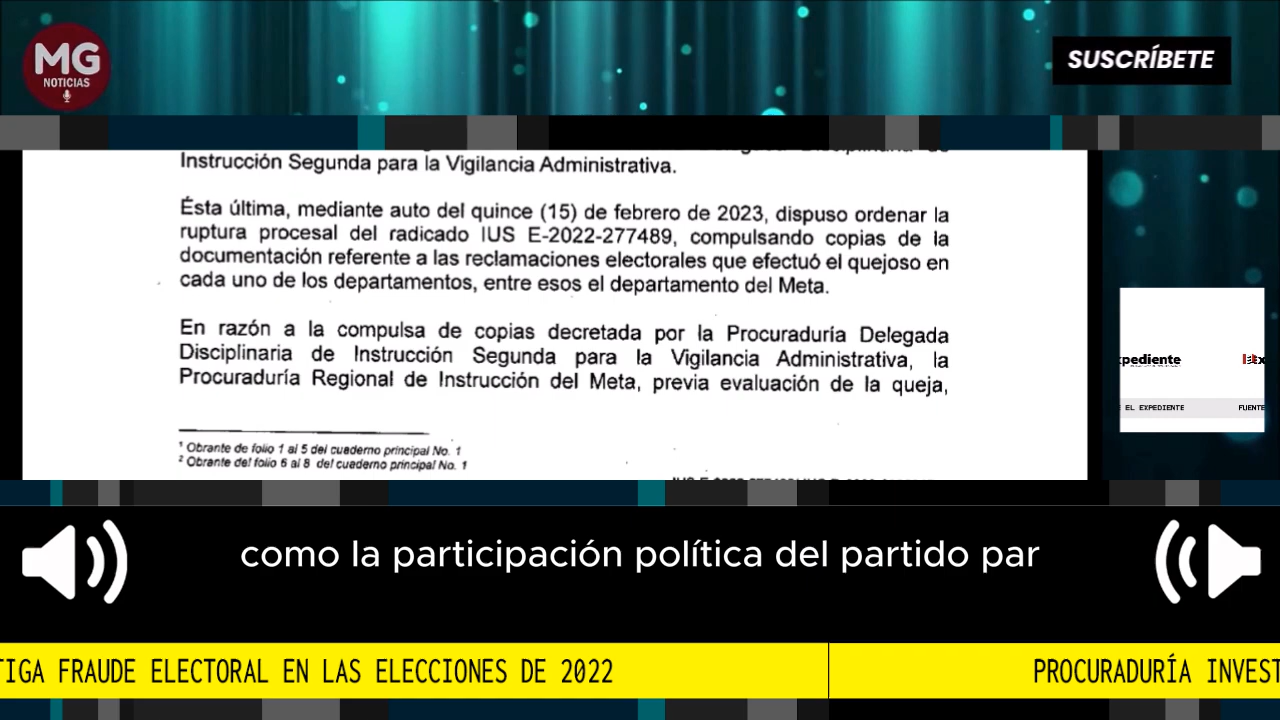 MG
NOTICIAS
SUSCRÍBETE
Instrucción Segunda para la Vigilancia Administrativa.
Ésta última, mediante auto del quince (15) de febrero de 2023, dispuso ordenar la
ruptura procesal del radicado IUS E-2022-277489, compulsando copias de la
documentación referente a las reclamaciones electorales que efectuó el quejoso en
cada uno de los departamentos, entre esos el departamento del Meta.
En razón a la compulsa de copias decretada por la Procuraduría Delegada
Disciplinaria de Instrucción Segunda para la Vigilancia Administrativa, la
Procuraduría Regional de Instrucción del Meta, previa evaluación de la queja,
1 Obrante de folio 1 al 5 del cuaderno principal No. 1
2 Obrante del folio 6 al 8 del cuaderno principal No. 1
xpediente
EL EXPEDIENTE
FUENTE
como la participación política del partido par
TIGA FRAUDE ELECTORAL EN LAS ELECCIONES DE 2022
PROCURADURÍA INVEST